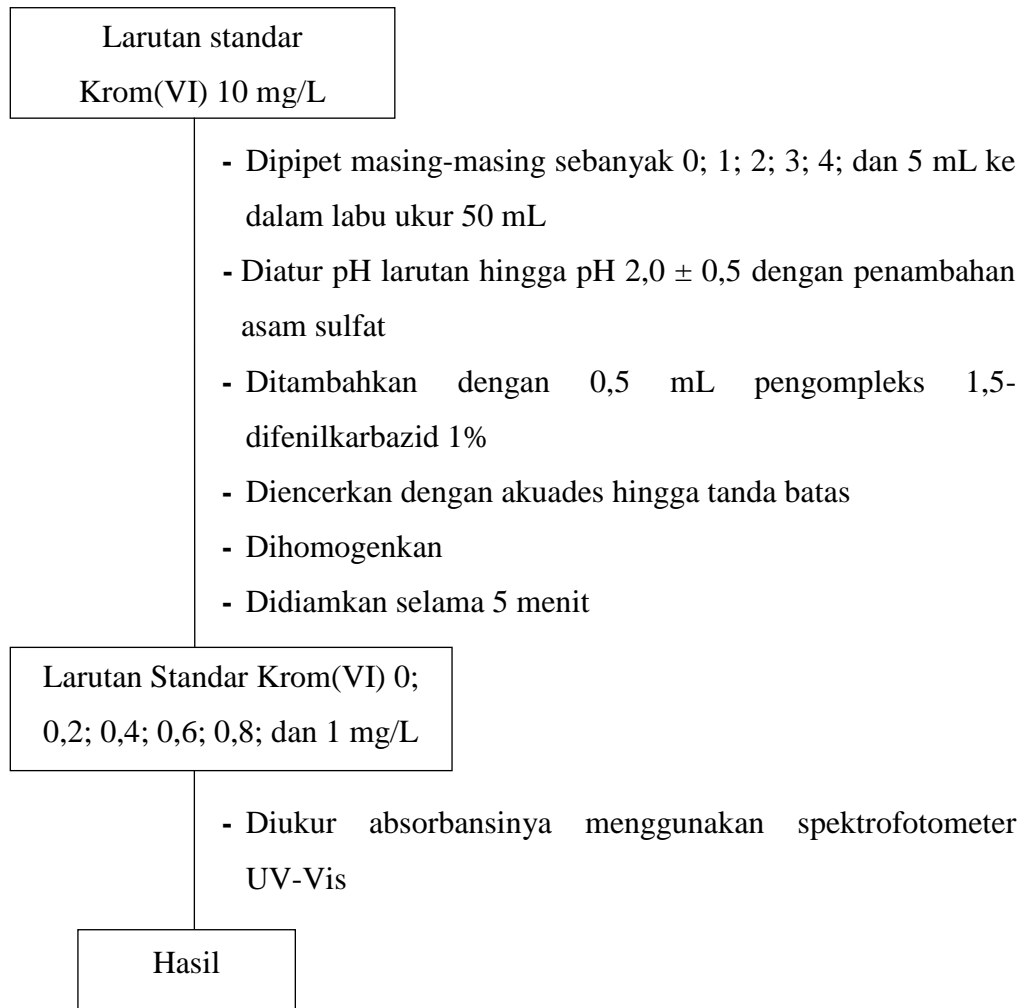 Larutan standar
Krom(VI) 10 mg/L
- Dipipet masing-masing sebanyak 0; 1; 2; 3; 4; dan 5 mL ke
dalam labu ukur 50 mL
- Diatur pH larutan hingga pH 2,0 ± 0,5 dengan penambahan
asam sulfat
- Ditambahkan dengan 0,5 mL pengompleks 1,5-
difenilkarbazid 1%
- Diencerkan dengan akuades hingga tanda batas
- Dihomogenkan
- Didiamkan selama 5 menit
Larutan Standar Krom(VI) 0;
0,2; 0,4; 0,6; 0,8; dan 1 mg/L
- Diukur absorbansinya menggunakan spektrofotometer
UV-Vis
Hasil